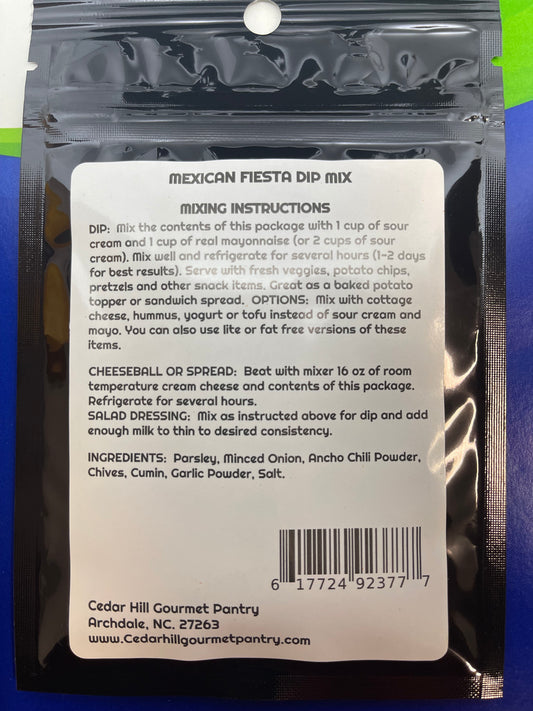 MEXICAN FIESTA DIP MIX
MIXING INSTRUCTIONS
DIP: Mix the contents of this package with 1 cup of sour
cream and 1 cup of real mayonnaise (or 2 cups of sour
cream). Mix well and refrigerate for several hours (1-2 days
for best results). Serve with fresh veggies, potato chips,
pretzels and other snack items. Great as a baked potato
topper or sandwich spread. OPTIONS: Mix with cottage
cheese, hummus, yogurt or tofu instead of sour cream and
mayo. You can also use lite or fat free versions of these
items.
CHEESEBALL OR SPREAD: Beat with mixer 16 oz of room
temperature cream cheese and contents of this package.
Refrigerate for several hours.
SALAD DRESSING: Mix as instructed above for dip and add
enough milk to thin to desired consistency.
INGREDIENTS: Parsley, Minced Onion, Ancho Chili Powder,
Chives, Cumin, Garlic Powder, Salt.
6 17724 92377 7
Cedar Hill Gourmet Pantry
Archdale, NC. 27263
www.Cedarhillgourmetpantry.com